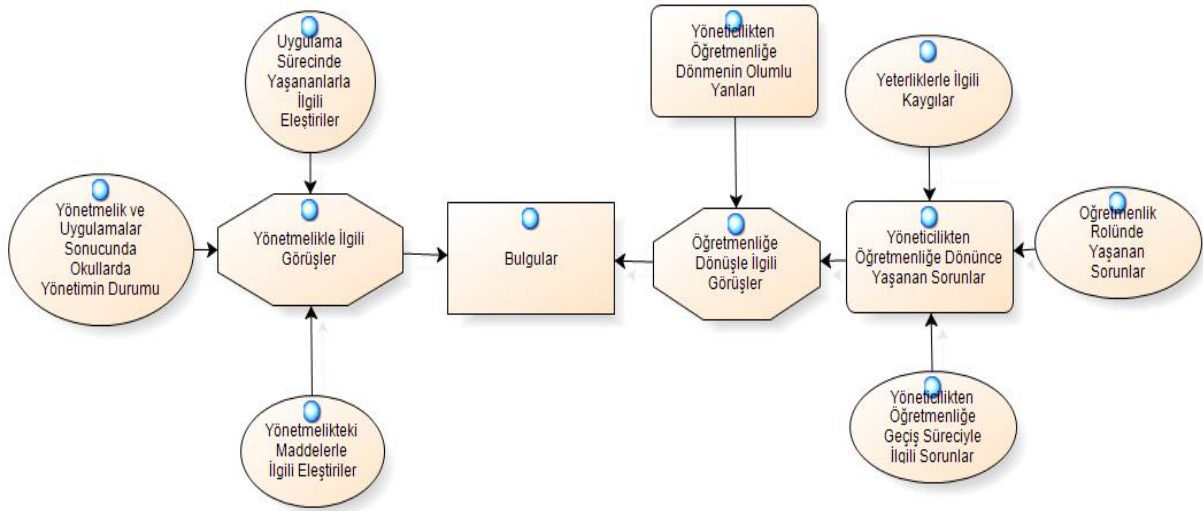 Uygulama
Sürecinde
Yaşananlarla
İlgili
Eleştiriler
Yöneticilikten
Öğretmenliğe
Dönmenin Olumlu
Yanları
Yeterliklerle İlgili
Kaygılar
Yönetmelik ve
Uygulamalar
Sonucunda
Okullarda
Yönetimin Durumu
Yönetmelikle İlgili
Görüşler
Bulgular
Öğretmenliğe
Dönüşle İlgili
Görüşler
Yöneticilikten
Öğretmenliğe Dönünce
Yaşanan Sorunlar
Öğretmenlik
Rolünde
Yaşanan
Sorunlar
Yönetmelikteki
Maddelerle
İlgili Eleştiriler
Yöneticilikten
Öğretmenliğe
Geçiş Süreciyle
İlgili Sorunlar